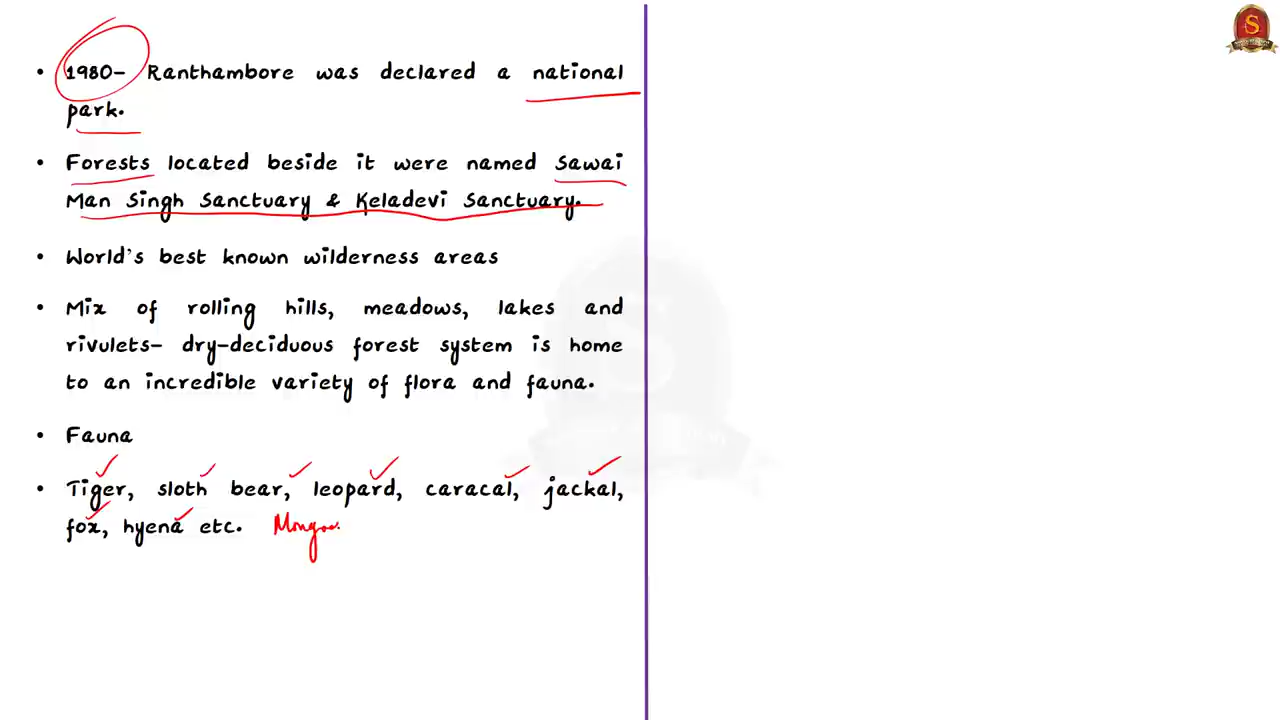 • 1980- Ranthambore was declared a national
park.
• Forests located beside it were named Sawai
Man Singh Sanctuary & Keladevi Sanctuary.
• World's best known wilderness areas
• Mix of rolling hills, meadows, lakes and
rivulets- dry-deciduous forest system is home
to an incredible variety of flora and fauna.
• Fauna
• Tiger, sloth bear, leopard, caracal, jackal,
fox, hyena etc.
S